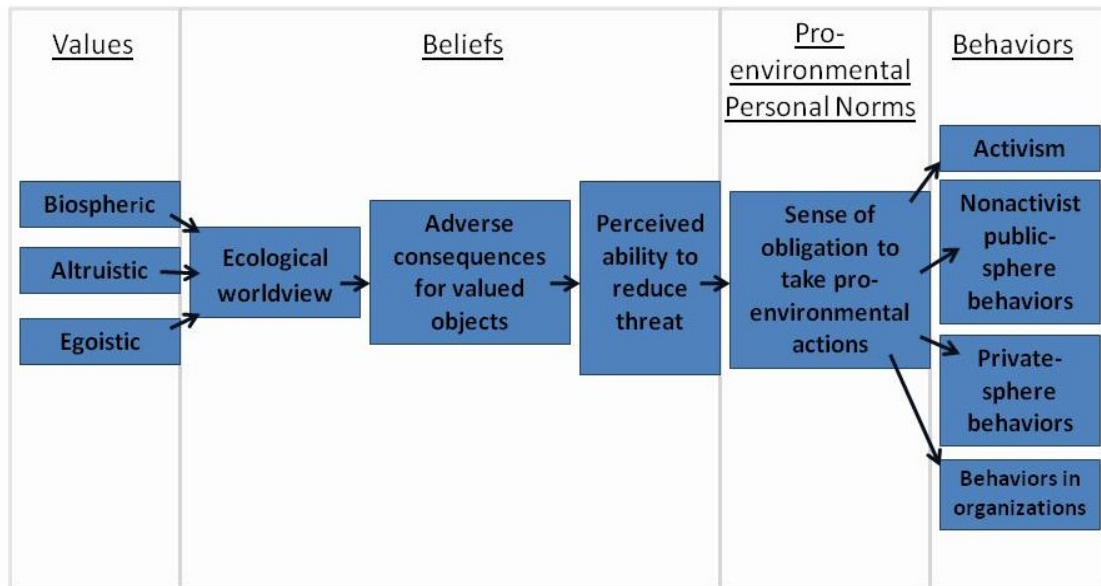 Values
Beliefs
Pro-
environmental
Personal Norms
Behaviors
Biospheric
Altruistic
Egoistic
Ecological
worldview
Adverse
consequences
for valued
objects
Perceived
ability to
reduce
threat
Sense of
obligation to
take pro-
environmental
actions
Activism
Nonactivist
public-
sphere
behaviors
Private-
sphere
behaviors
Behaviors in
organizations